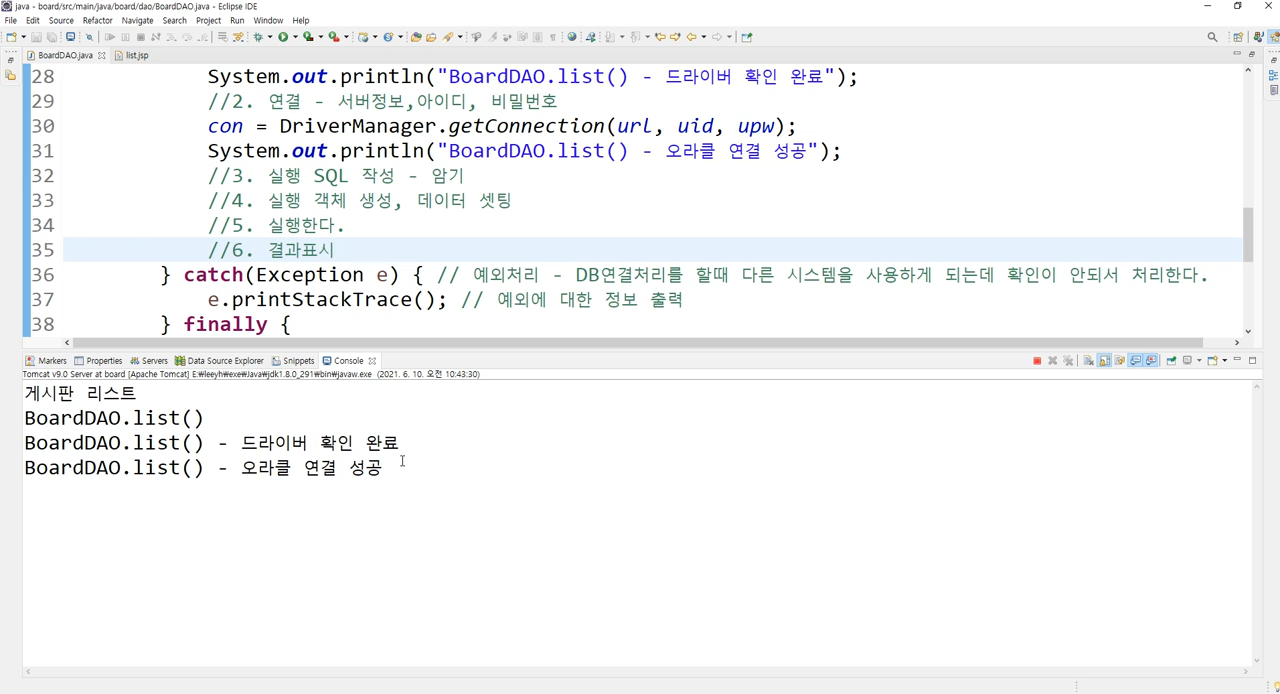 java - board/src/main/java/board/dao/BoardDAO.java - Eclipse IDE
File Edit Source Refactor Navigate Search Project Run Window Help
BoardDAO.java list.jsp
28 System.out.println("BoardDAO.list() - 드라이버 확인 완료");
29 //2. 연결 - 서버정보,아이디, 비밀번호
30 con = DriverManager.getConnection(url, uid, upw);
31 System.out.println("BoardDAO.list() - 오라클 연결 성공");
32 //3. 실행 SQL 작성 - 암기
33 //4. 실행 객체 생성, 데이터 셋팅
34 //5. 실행한다.
35 //6. 결과표시
36 } catch(Exception e) { // 예외처리 - DB연결처리를 할때 다른 시스템을 사용하게 되는데 확인이 안되서 처리한다.
37 e.printStackTrace(); // 예외에 대한 정보 출력
38 } finally {
Markers Properties Servers Data Source Explorer Snippets Console
Tomcat v9.0 Server at board [Apache Tomcat] E:₩leeyh₩exe₩Java₩jdk1.8.0_291₩bin₩javaw.exe (2021. 6. 10. 오전 10:43:30)
게시판 리스트
BoardDAO.list()
BoardDAO.list() - 드라이버 확인 완료
BoardDAO.list() - 오라클 연결 성공